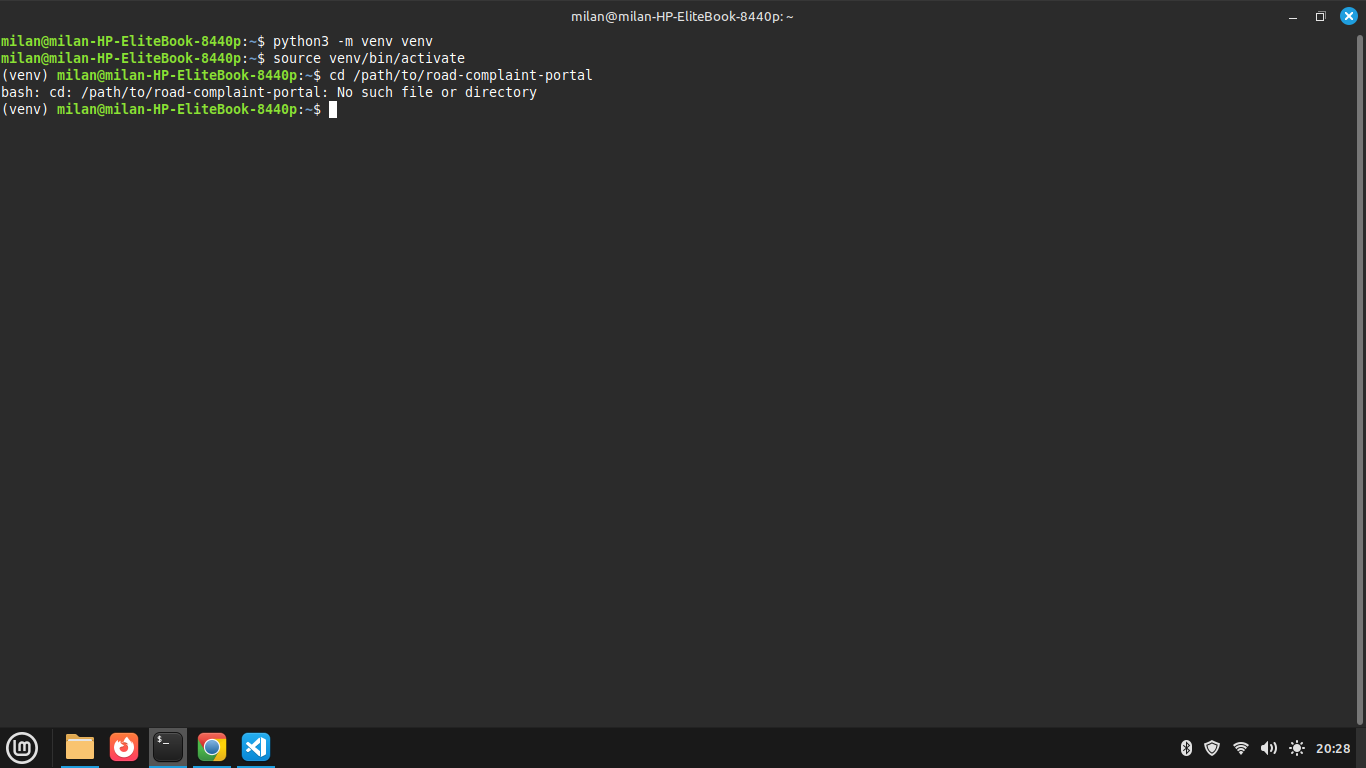 milan@milan-HP-EliteBook-8440p: ~
milan@milan-HP-EliteBook-8440p:~$ python3 -m venv venv
milan@milan-HP-EliteBook-8440p:~$ source venv/bin/activate
(venv) milan@milan-HP-EliteBook-8440p:~$ cd /path/to/road-complaint-portal
bash: cd: /path/to/road-complaint-portal: No such file or directory
(venv) milan@milan-HP-EliteBook-8440p:~$
$_
20:28